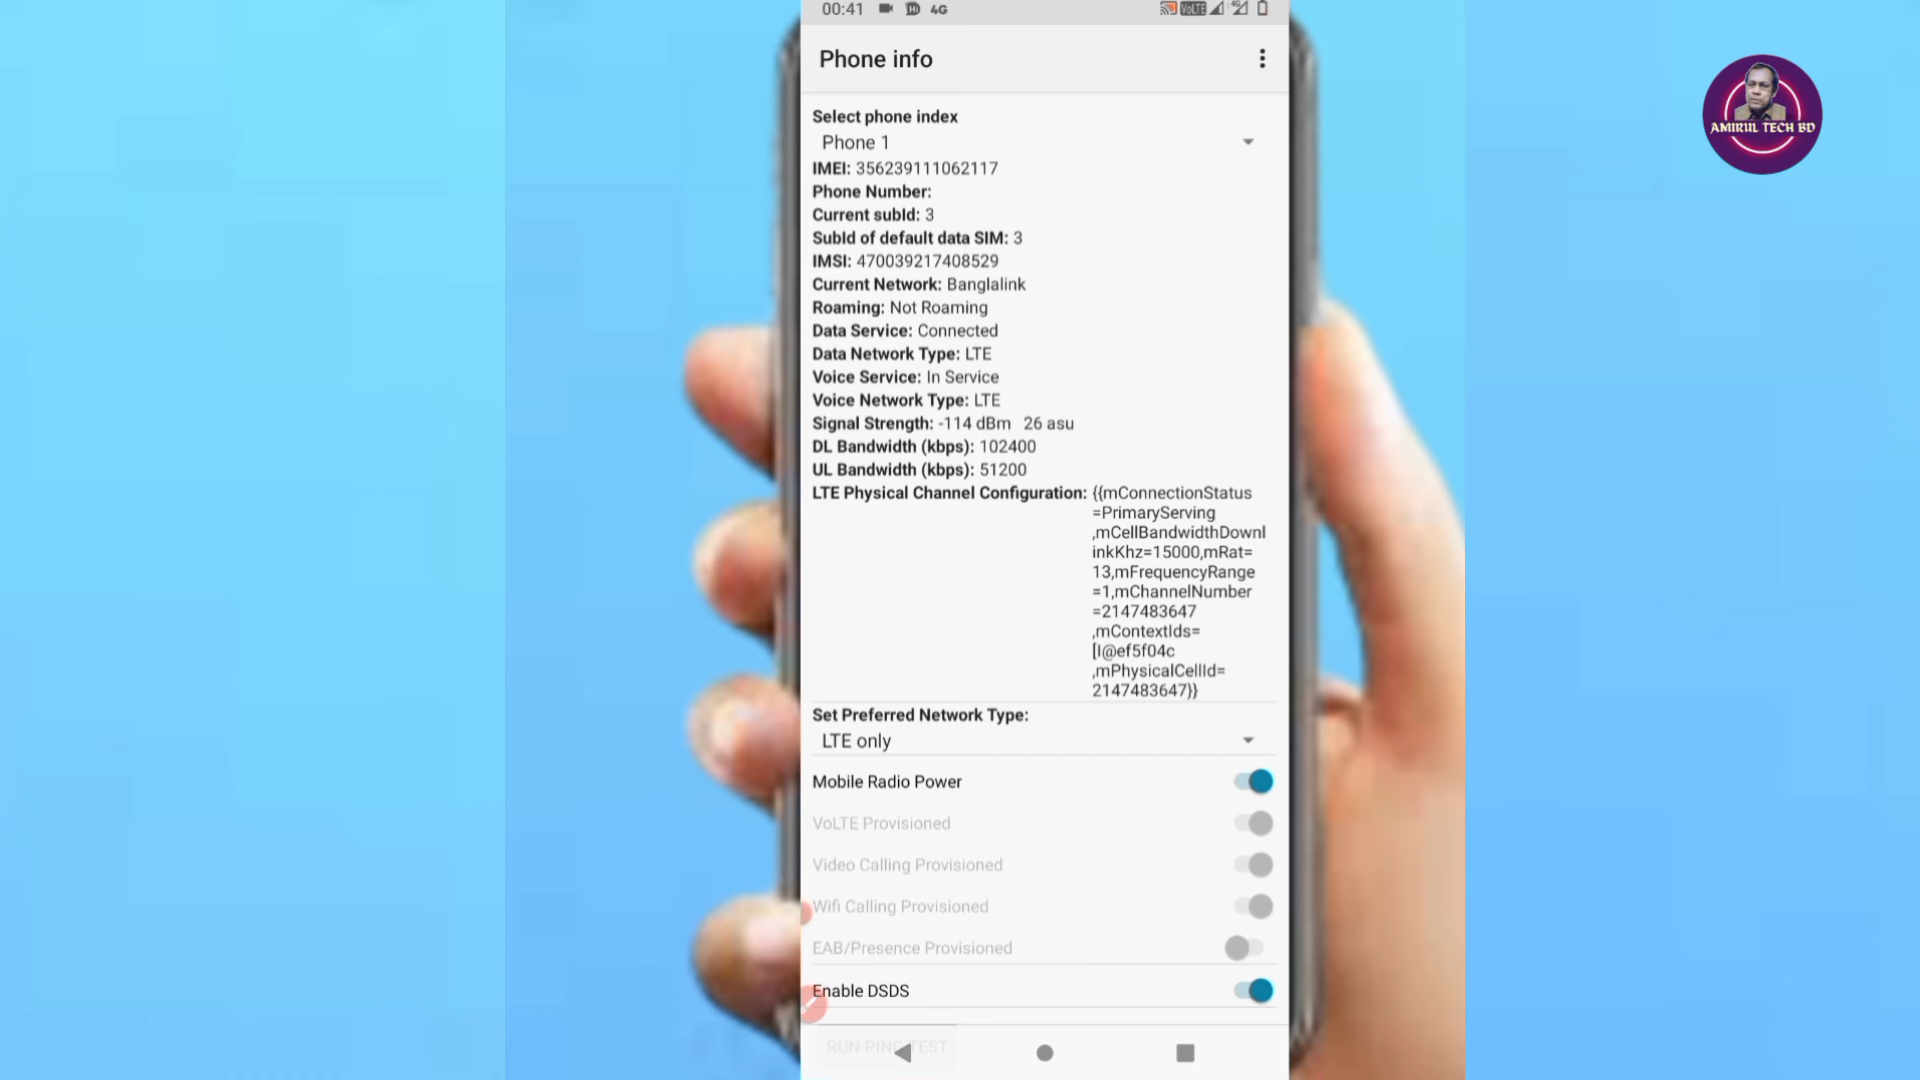 00:41 4G VoLTE 4G
Phone info
AMIRUL TECH BD
Select phone index
Phone 1
IMEI: 356239111062117
Phone Number:
Current subId: 3
SubId of default data SIM: 3
IMSI: 470039217408529
Current Network: Banglalink
Roaming: Not Roaming
Data Service: Connected
Data Network Type: LTE
Voice Service: In Service
Voice Network Type: LTE
Signal Strength: -114 dBm 26 asu
DL Bandwidth (kbps): 102400
UL Bandwidth (kbps): 51200
LTE Physical Channel Configuration: {{mConnectionStatus
=PrimaryServing
,mCellBandwidthDownl
inkKhz=15000,mRat=
13,mFrequencyRange
=1,mChannelNumber
=2147483647
,mContextIds=
[I@ef5f04c
,mPhysicalCellId=
2147483647}}
Set Preferred Network Type:
LTE only
Mobile Radio Power
VoLTE Provisioned
Video Calling Provisioned
Wifi Calling Provisioned
EAB/Presence Provisioned
Enable DSDS
RUN PING TEST